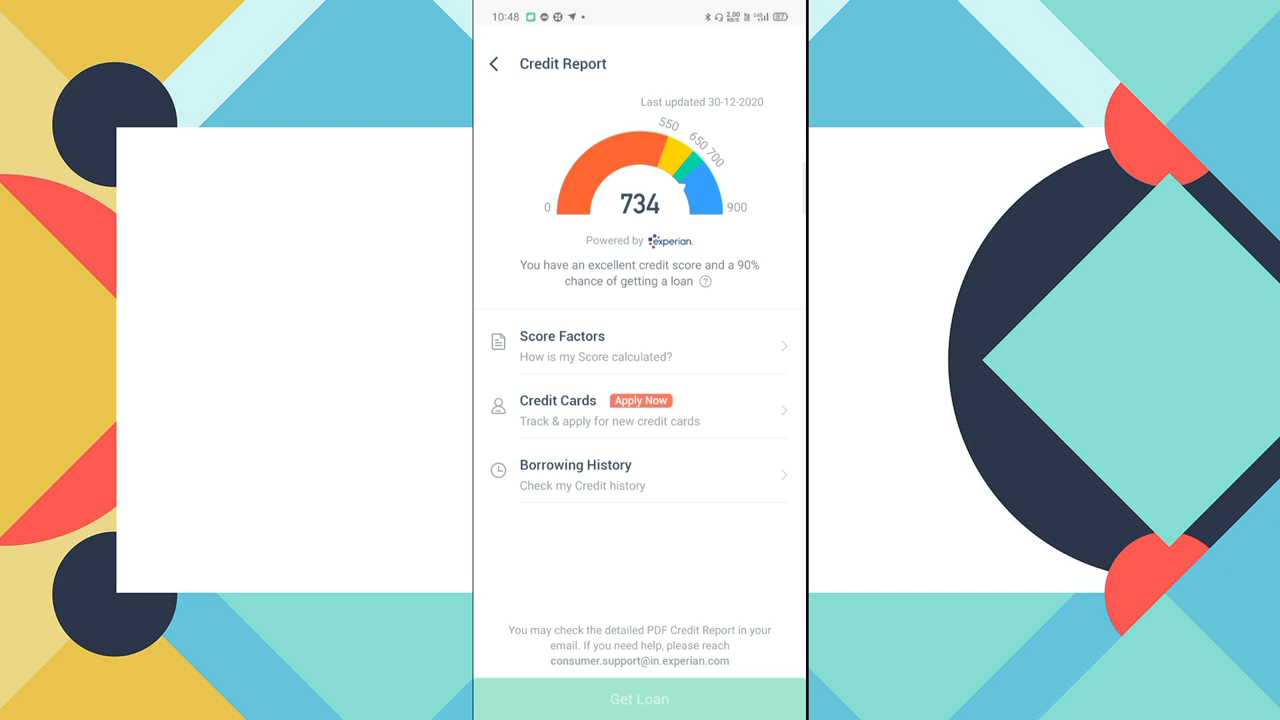 10:48
2.00
KB/S
87
Credit Report
Last updated 30-12-2020
550
650
700
0
734
900
Powered by experian.
You have an excellent credit score and a 90%
chance of getting a loan ?
Score Factors
How is my Score calculated?
Credit Cards Apply Now
Track & apply for new credit cards
Borrowing History
Check my Credit history
You may check the detailed PDF Credit Report in your
email. If you need help, please reach
consumer.support@in.experian.com
Get Loan